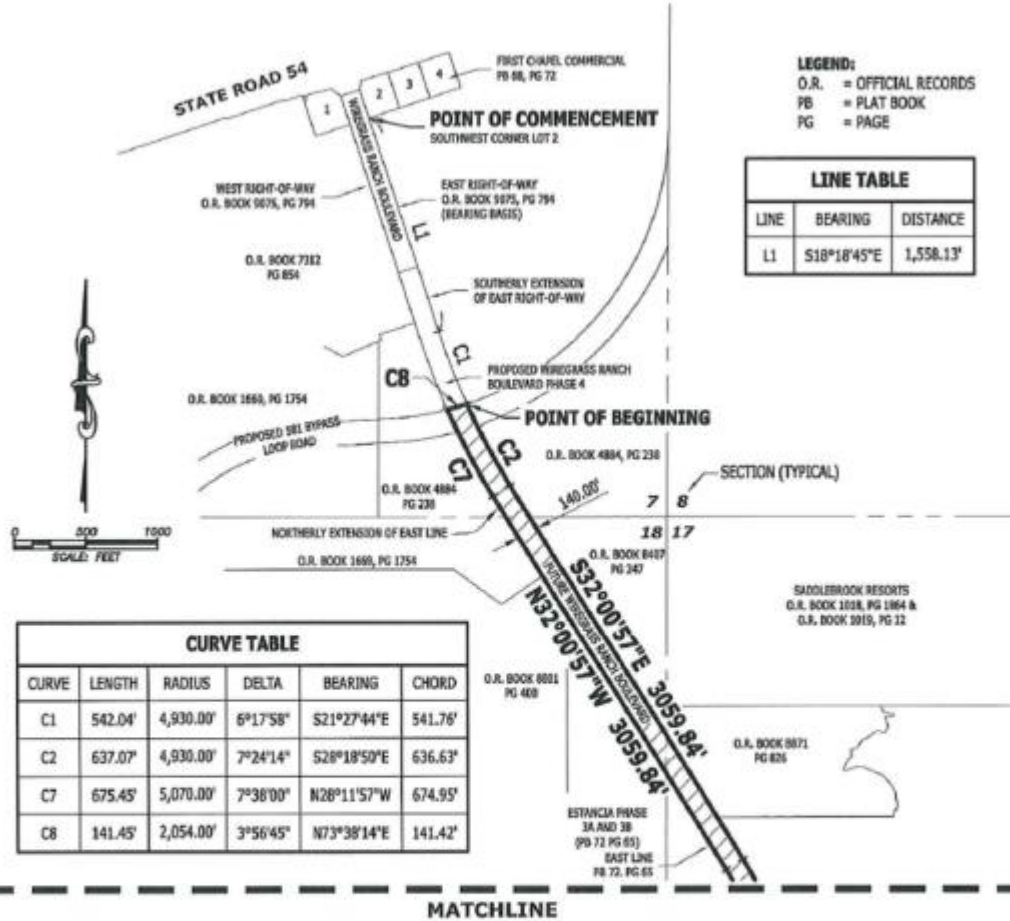 STATE ROAD 54
1
2
3
4
FIRST CHAPEL COMMERCIAL
PB 68, PG 72
POINT OF COMMENCEMENT
SOUTHWEST CORNER LOT 2
WIREGRASS RANCH BOULEVARD
WEST RIGHT-OF-WAY
O.R. BOOK 9075, PG 794
EAST RIGHT-OF-WAY
O.R. BOOK 9075, PG 794
(BEARING BASIS)
L1
O.R. BOOK
PG 854
SOUTHERLY EXTENSION
OF EAST RIGHT-OF-WAY
C1
PROPOSED WIREGRASS RANCH
BOULEVARD PHASE 4
C8
O.R. BOOK 1669, PG 1754
POINT OF BEGINNING
PROPOSED 581 BYPASS
LOOP ROAD
C7
C2
O.R. BOOK 4884, PG 238
O.R. BOOK 4884
PG 238
140.00'
SECTION (TYPICAL)
7 8
18 17
NORTHERLY EXTENSION OF EAST LINE
O.R. BOOK 1669, PG 1754
O.R. BOOK 8407
PG 247
S32°00'57"E 3059.84'
(FUTURE WIREGRASS RANCH BOULEVARD)
N32°00'57"W 3059.84'
SADDLEBROOK RESORTS
O.R. BOOK 1018, PG 1864 &
O.R. BOOK 1019, PG 12
O.R. BOOK
PG 400
O.R. BOOK
PG 826
ESTANCIA PHASE
3A AND 3B
(PB 72 PG 65)
EAST LINE
PB 72, PG 65
LEGEND:
O.R. = OFFICIAL RECORDS
PB = PLAT BOOK
PG = PAGE
LINE TABLE
LINE BEARING DISTANCE
L1 S18°18'45"E 1,558.13'
0 500 1000
SCALE: FEET
CURVE TABLE
CURVE LENGTH RADIUS DELTA BEARING CHORD
C1 542.04' 4,930.00' 6°17'58" S21°27'44"E 541.76'
C2 637.07' 4,930.00' 7°24'14" S28°18'50"E 636.63'
C7 675.45' 5,070.00' 7°38'00" N28°11'57"W 674.95'
C8 141.45' 2,054.00' 3°56'45" N73°38'14"E 141.42'
MATCHLINE